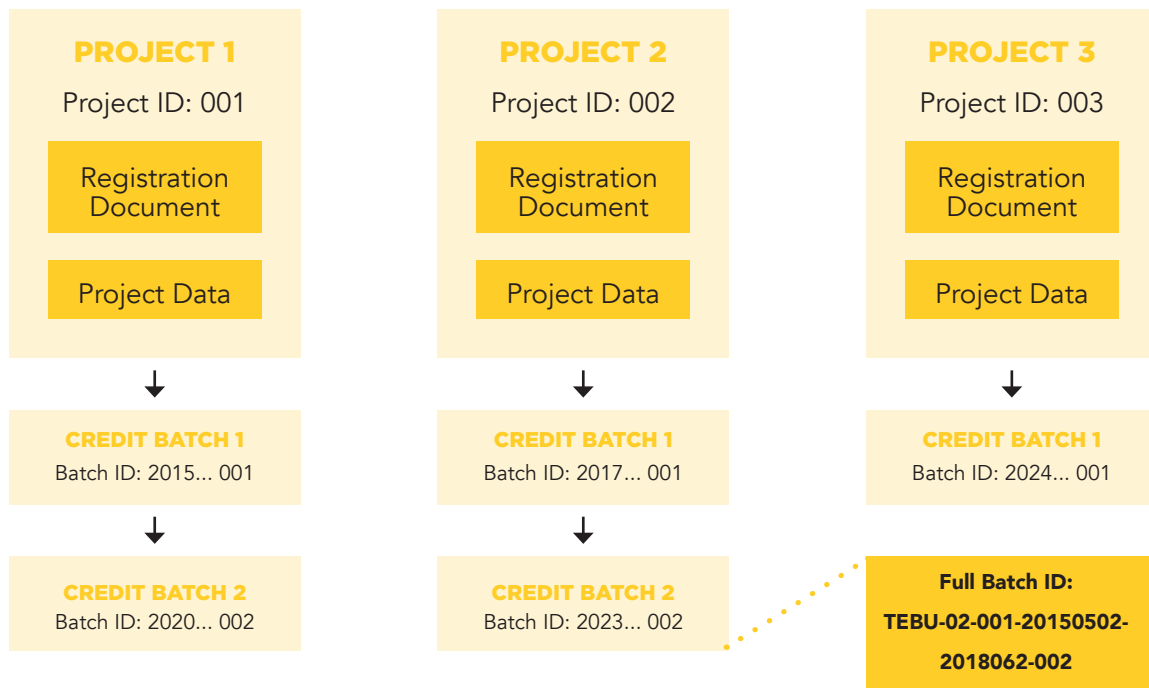 PROJECT 1
Project ID: 001
Registration
Document
Project Data
CREDIT BATCH 1
Batch ID: 2015... 001
CREDIT BATCH 2
Batch ID: 2020... 002
PROJECT 2
Project ID: 002
Registration
Document
Project Data
CREDIT BATCH 1
Batch ID: 2017... 001
CREDIT BATCH 2
Batch ID: 2023... 002
PROJECT 3
Project ID: 003
Registration
Document
Project Data
CREDIT BATCH 1
Batch ID: 2024... 001
Full Batch ID:
TEBU-02-001-20150502-
2018062-002